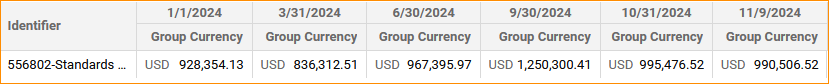 Identifier 1/1/2024 3/31/2024 6/30/2024 9/30/2024 10/31/2024 11/9/2024
Group Currency Group Currency Group Currency Group Currency Group Currency Group Currency
556802-Standards ... USD 928,354.13 USD 836,312.51 USD 967,395.97 USD 1,250,300.41 USD 995,476.52 USD 990,506.52